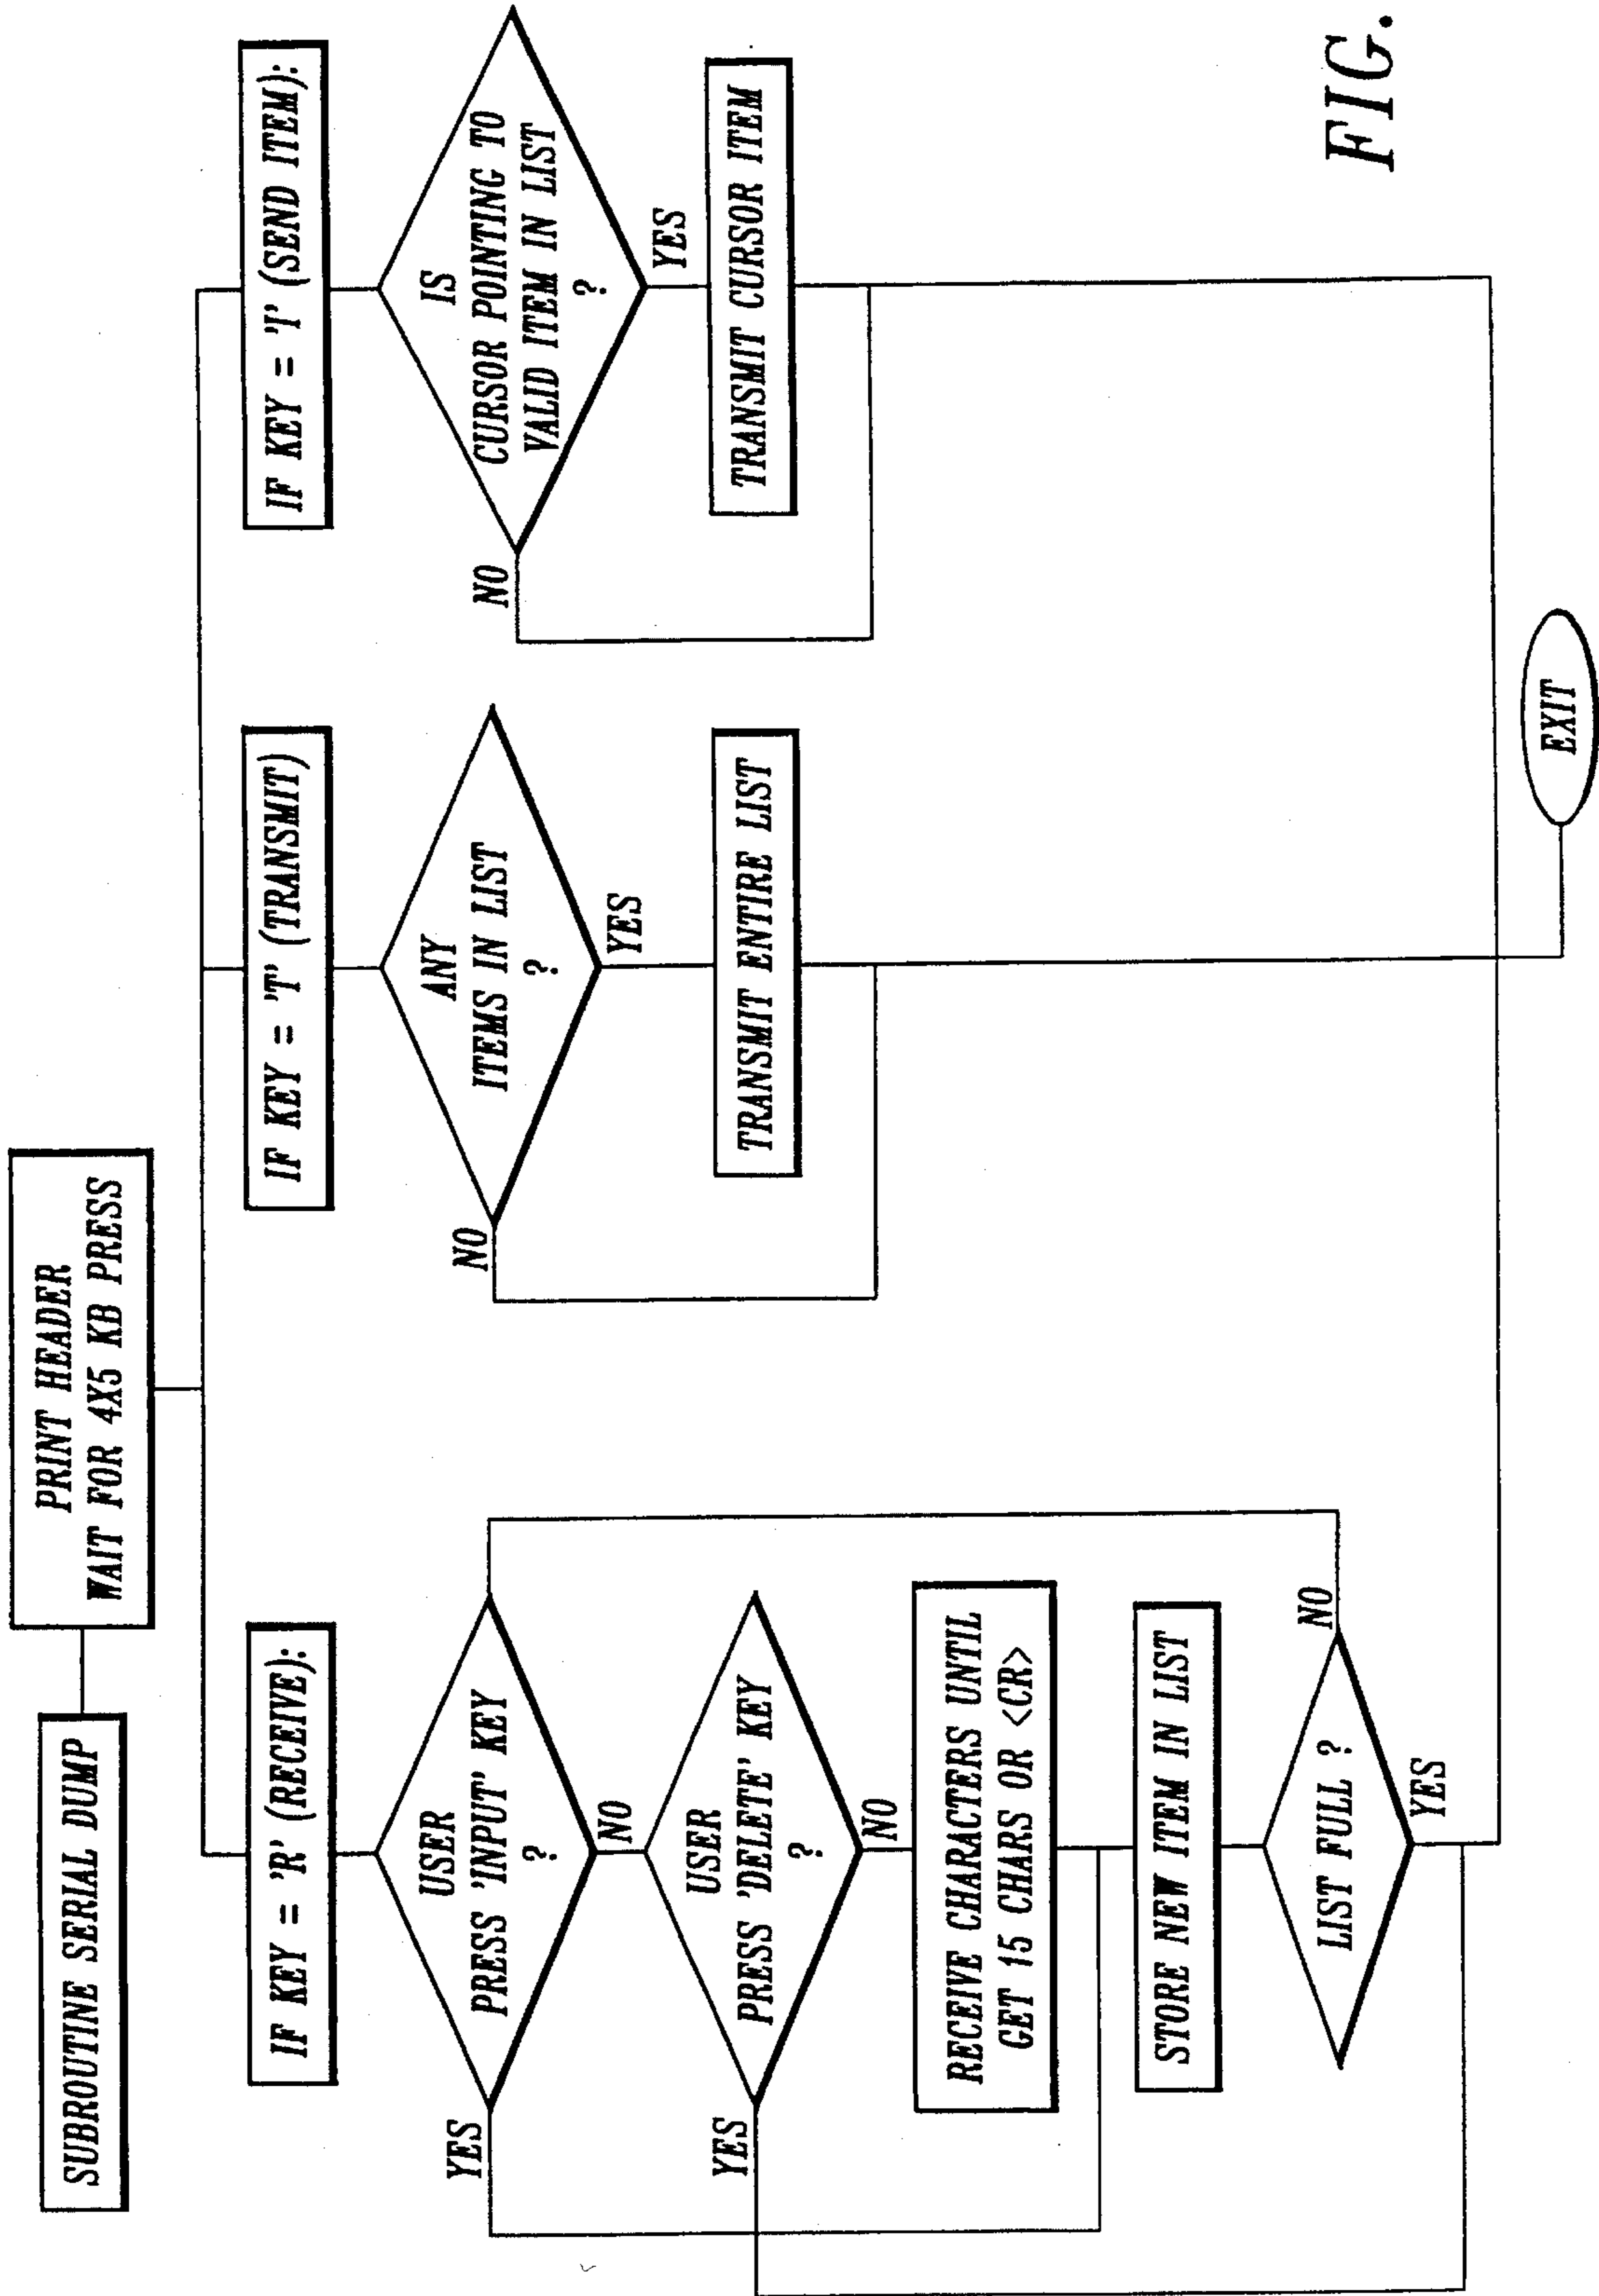 SUBROUTINE SERIAL DUMP
PRINT HEADER
WAIT FOR 4X5 KB PRESS
IF KEY = 'R' (RECEIVE):
USER
PRESS 'INPUT' KEY
?
YES
NO
USER
PRESS 'DELETE' KEY
?
YES
NO
RECEIVE CHARACTERS UNTIL
GET 15 CHARS OR <CR>
STORE NEW ITEM IN LIST
LIST FULL ?
NO
YES
IF KEY = 'T' (TRANSMIT)
ANY
ITEMS IN LIST
?
NO
YES
TRANSMIT ENTIRE LIST
IF KEY = 'I' (SEND ITEM):
IS
CURSOR POINTING TO
VALID ITEM IN LIST
?
NO
YES
TRANSMIT CURSOR ITEM
EXIT
FIG.